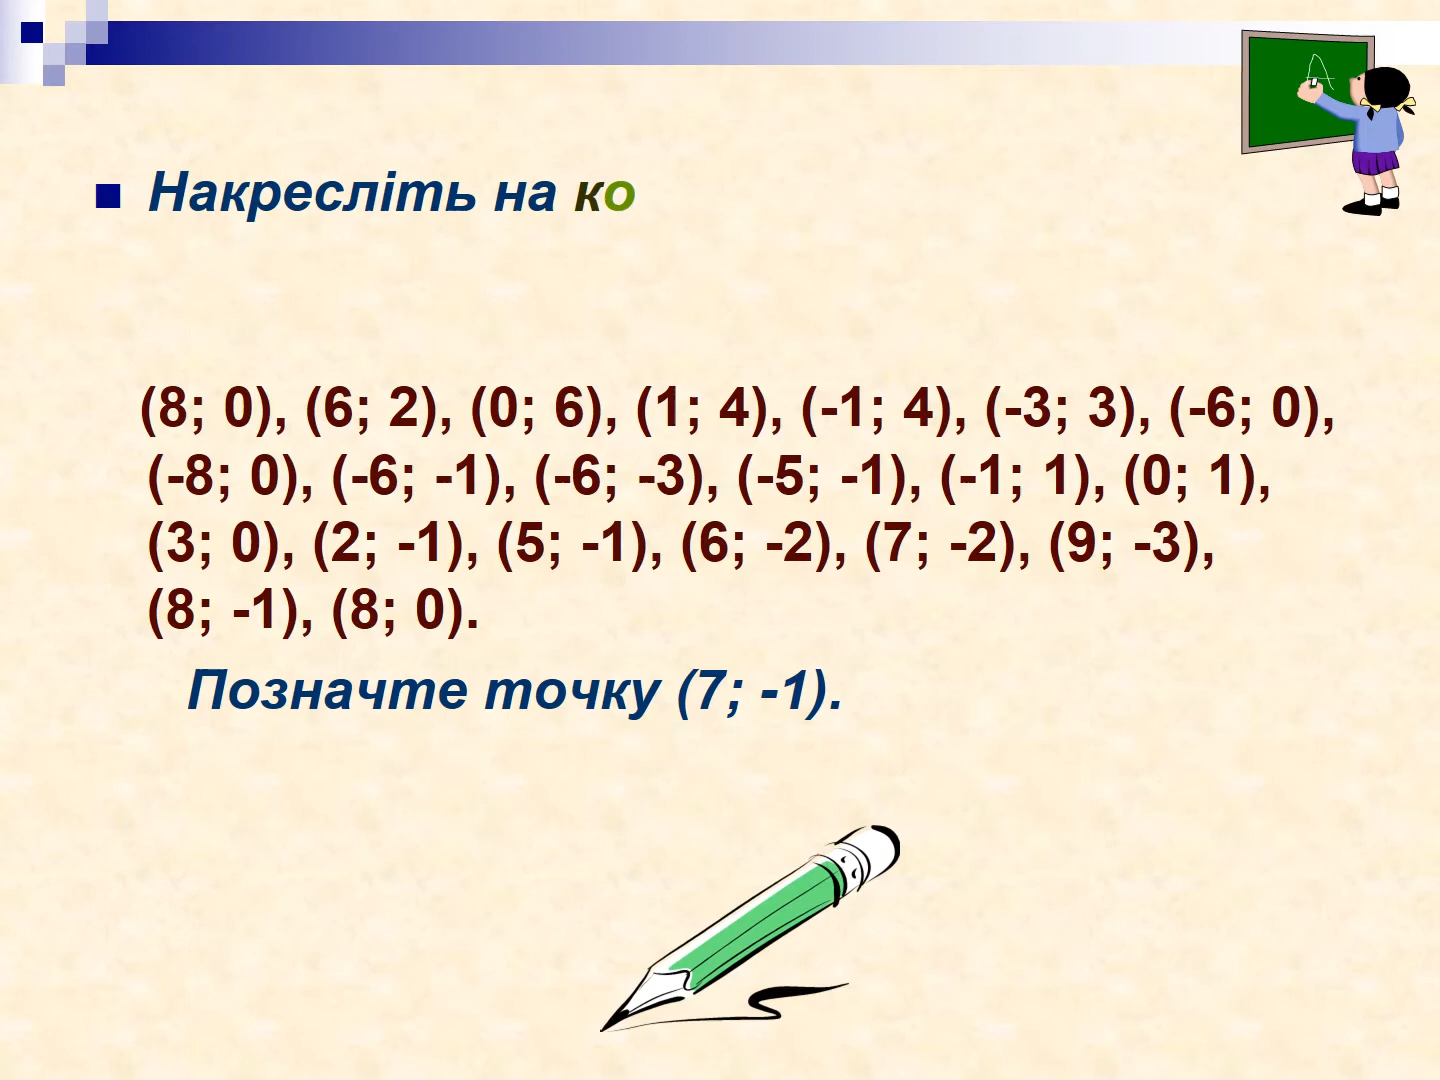 Накресліть на ко
(8; 0), (6; 2), (0; 6), (1; 4), (-1; 4), (-3; 3), (-6; 0),
(-8; 0), (-6; -1), (-6; -3), (-5; -1), (-1; 1), (0; 1),
(3; 0), (2; -1), (5; -1), (6; -2), (7; -2), (9; -3),
(8; -1), (8; 0).
Позначте точку (7; -1).